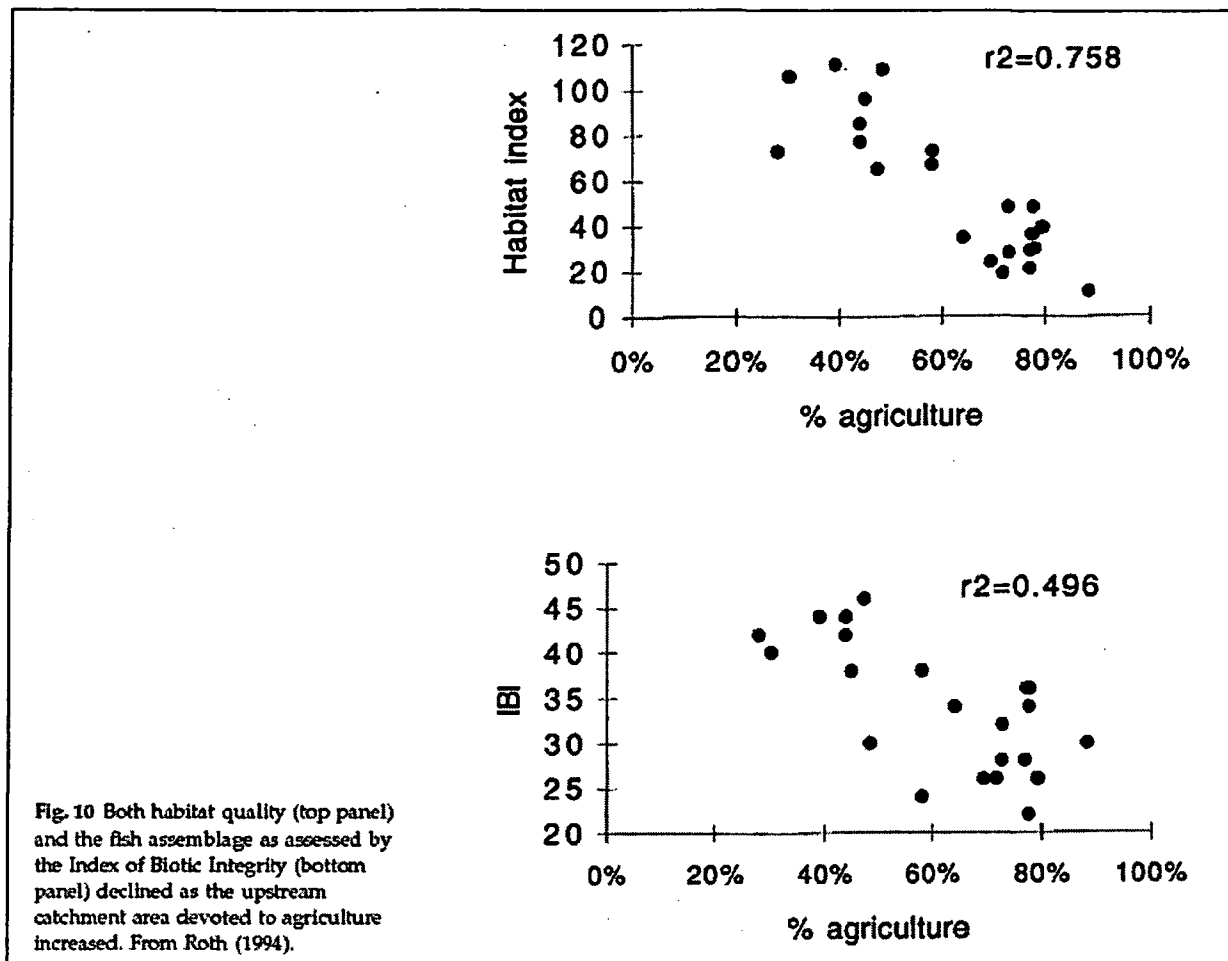 120
100
80
60
40
20
0
Habitat index
r2=0.758
0% 20% 40% 60% 80% 100%
% agriculture
50
45
40
35
30
25
20
IBI
r2=0.496
0% 20% 40% 60% 80% 100%
% agriculture
Fig. 10 Both habitat quality (top panel)
and the fish assemblage as assessed by
the Index of Biotic Integrity (bottom
panel) declined as the upstream
catchment area devoted to agriculture
increased. From Roth (1994).